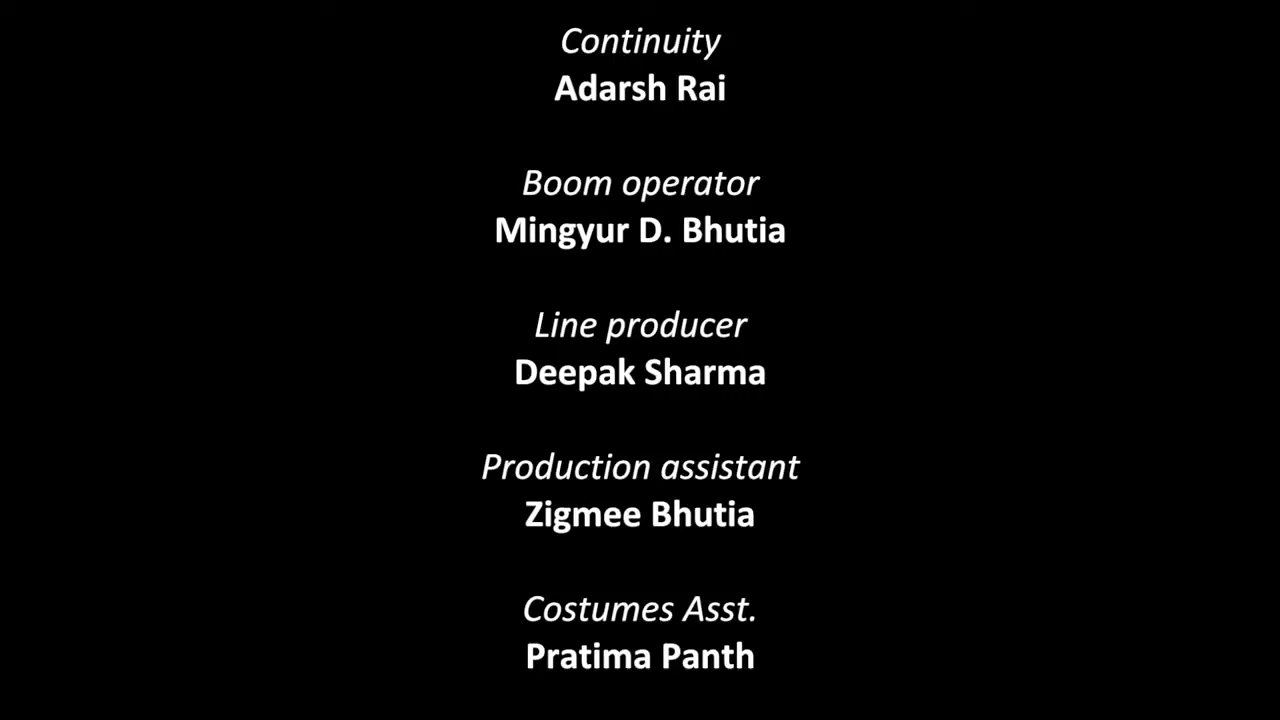 Continuity
Adarsh Rai
Boom operator
Mingyur D. Bhutia
Line producer
Deepak Sharma
Production assistant
Zigmee Bhutia
Costumes Asst.
Pratima Panth